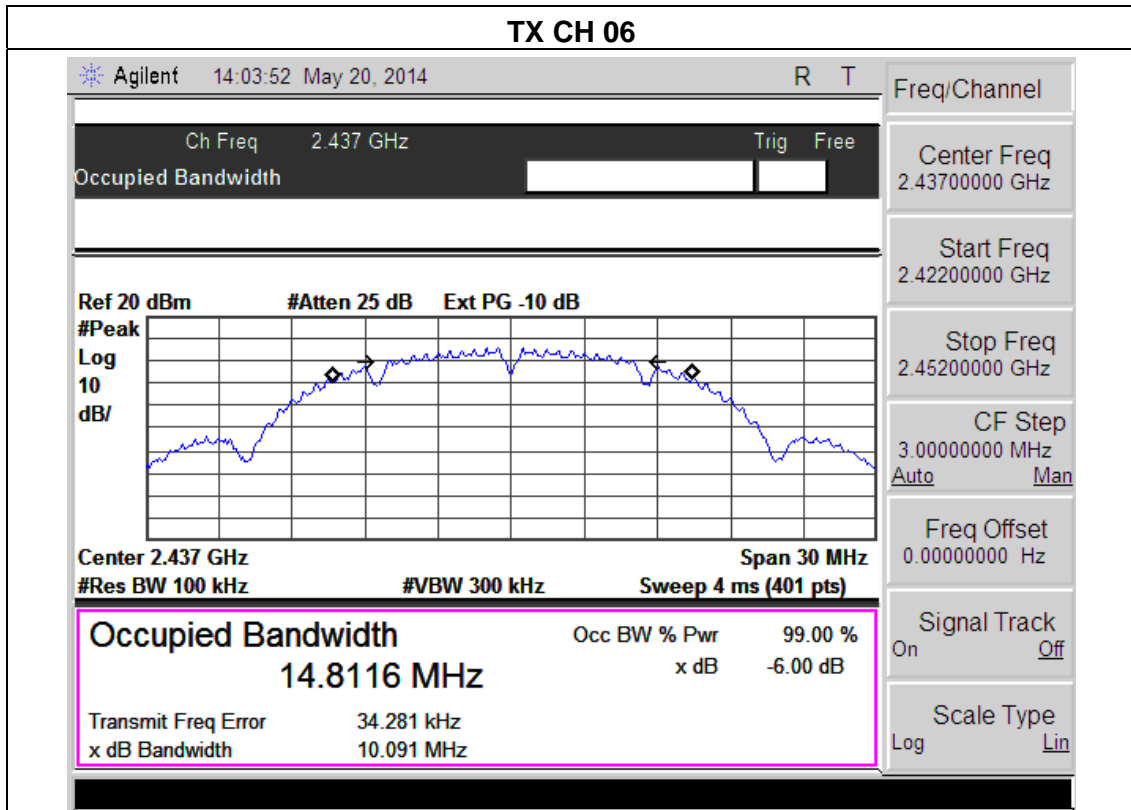 TX CH 06
Agilent 14:03:52 May 20, 2014 R T
Freq/Channel
Ch Freq 2.437 GHz Trig Free
Occupied Bandwidth
Center Freq
2.43700000 GHz
Start Freq
2.42200000 GHz
Ref 20 dBm #Atten 25 dB Ext PG -10 dB
#Peak
Log
10
dB/
Stop Freq
2.45200000 GHz
CF Step
3.00000000 MHz
Auto Man
Center 2.437 GHz Span 30 MHz
#Res BW 100 kHz #VBW 300 kHz Sweep 4 ms (401 pts)
Freq Offset
0.00000000 Hz
Occupied Bandwidth Occ BW % Pwr 99.00 %
14.8116 MHz x dB -6.00 dB
Transmit Freq Error 34.281 kHz
x dB Bandwidth 10.091 MHz
Signal Track
On Off
Scale Type
Log Lin